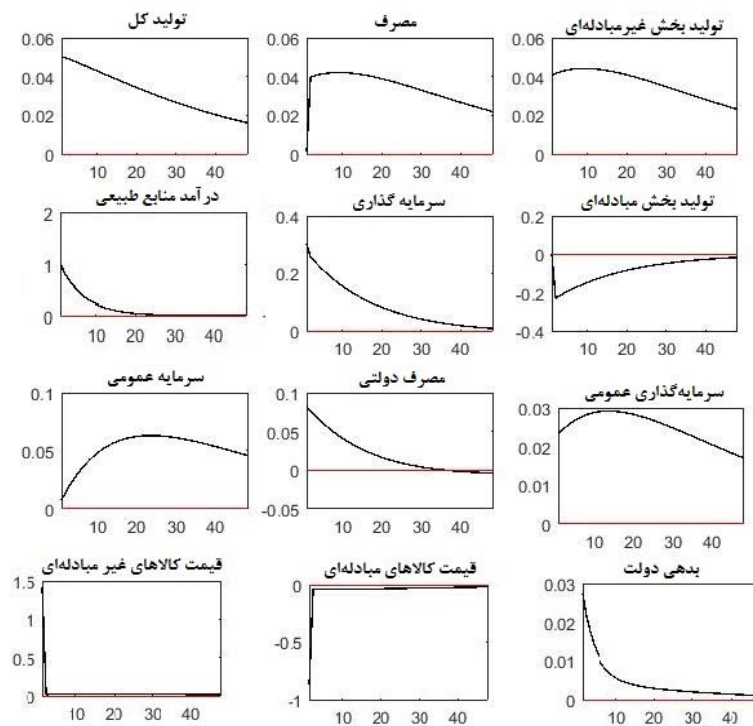 تولید کل
0.06
0.04
0.02
0
10 20 30 40
مصرف
0.06
0.04
0.02
0
10 20 30 40
تولید بخش غیرمبادله‌ای
0.06
0.04
0.02
0
10 20 30 40
درآمد منابع طبیعی
2
1
0
10 20 30 40
سرمایه گذاری
0.4
0.2
0
10 20 30 40
تولید بخش مبادله‌ای
0.2
0
-0.2
-0.4
10 20 30 40
سرمایه عمومی
0.1
0.05
0
10 20 30 40
مصرف دولتی
0.1
0.05
0
-0.05
10 20 30 40
سرمایه‌گذاری عمومی
0.03
0.02
0.01
0
10 20 30 40
قیمت کالاهای غیر مبادله‌ای
1.5
1
0.5
0
10 20 30 40
قیمت کالاهای مبادله‌ای
0
-0.5
-1
10 20 30 40
بدهی دولت
0.03
0.02
0.01
0
10 20 30 40